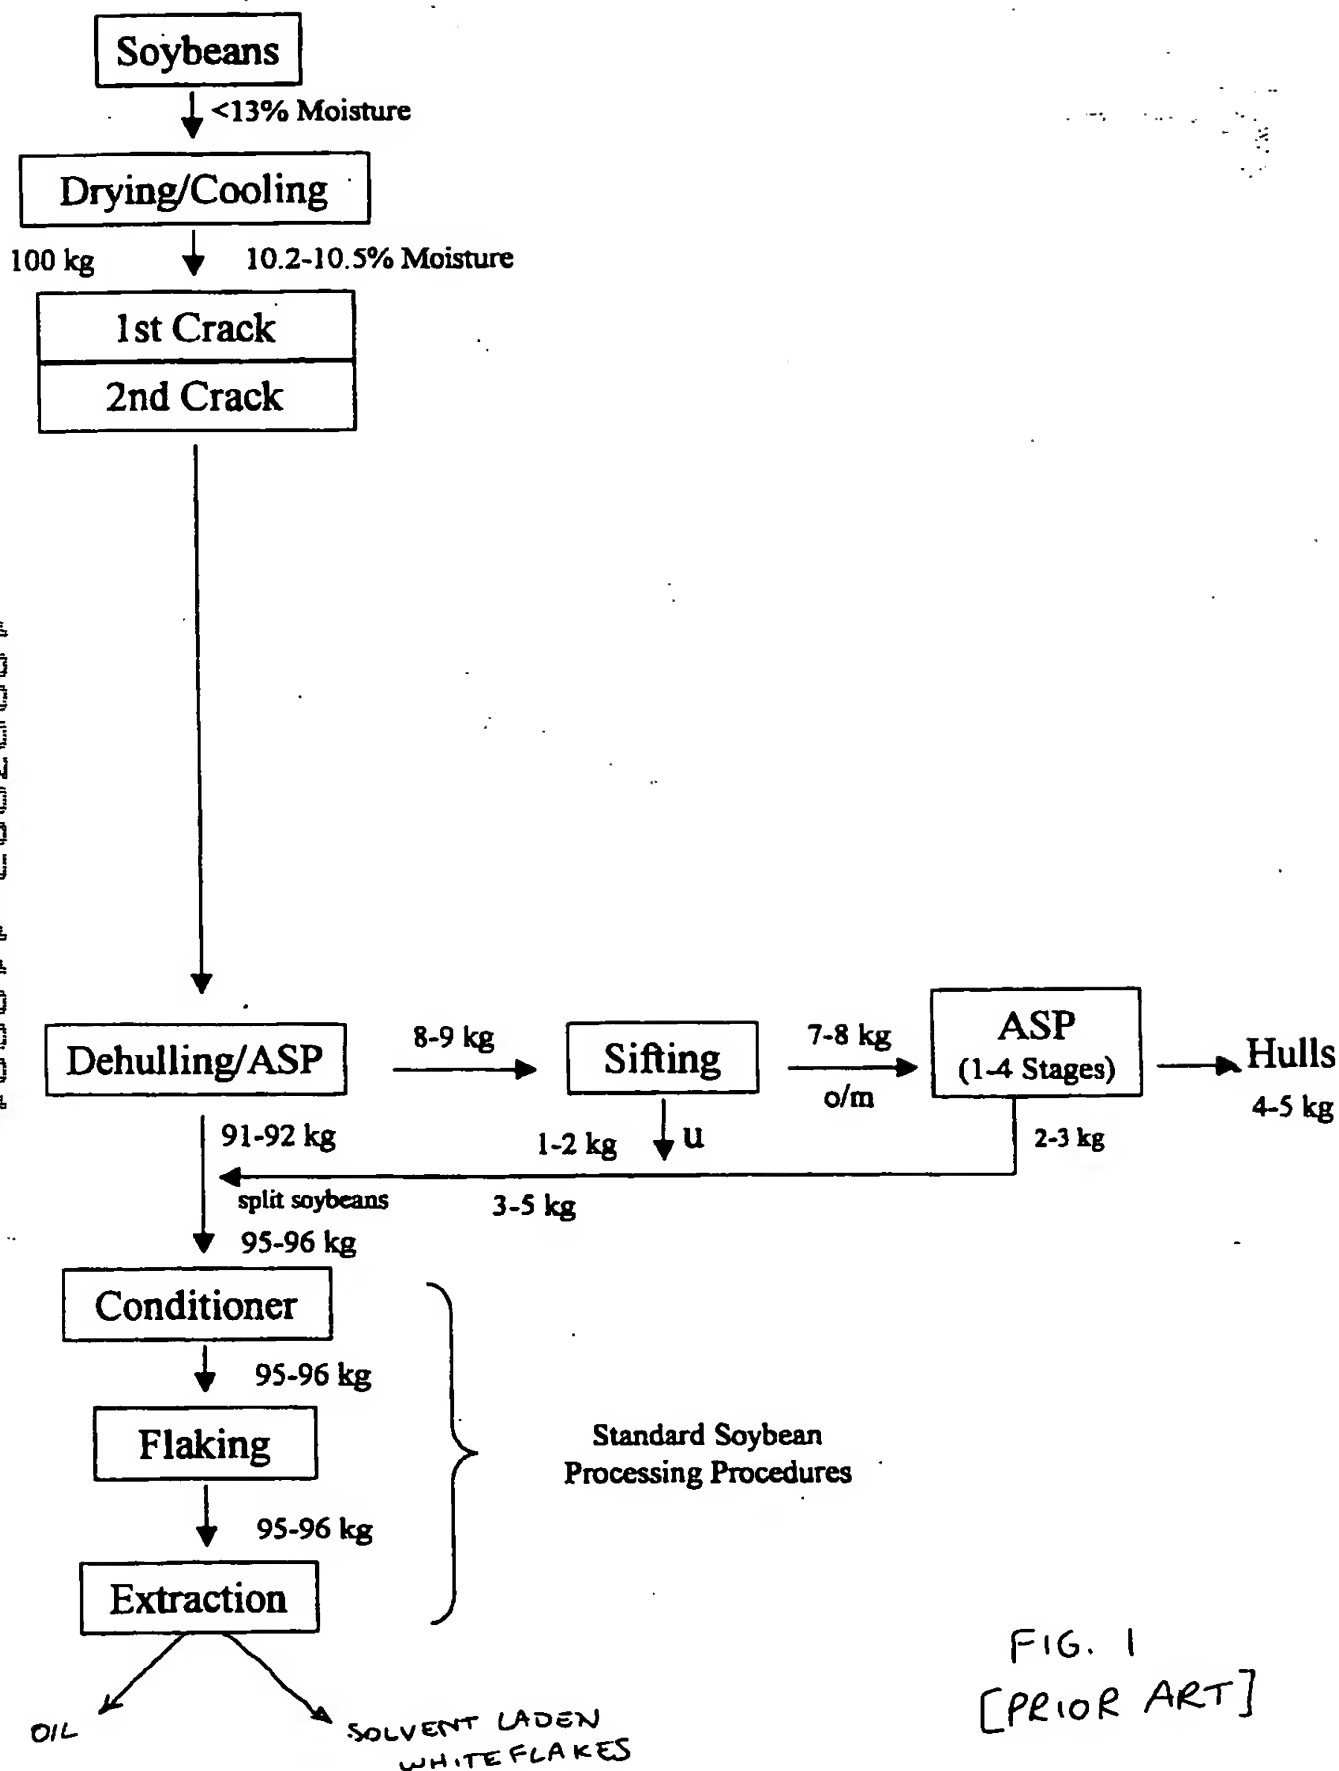 Soybeans
<13% Moisture
Drying/Cooling
100 kg
10.2-10.5% Moisture
1st Crack
2nd Crack
Dehulling/ASP
8-9 kg
Sifting
7-8 kg
o/m
ASP
(1-4 Stages)
Hulls
4-5 kg
91-92 kg
1-2 kg
u
2-3 kg
split soybeans
3-5 kg
95-96 kg
Conditioner
95-96 kg
Flaking
95-96 kg
Extraction
Standard Soybean
Processing Procedures
OIL
SOLVENT LADEN
WHITE FLAKES
FIG. 1
[PRIOR ART]